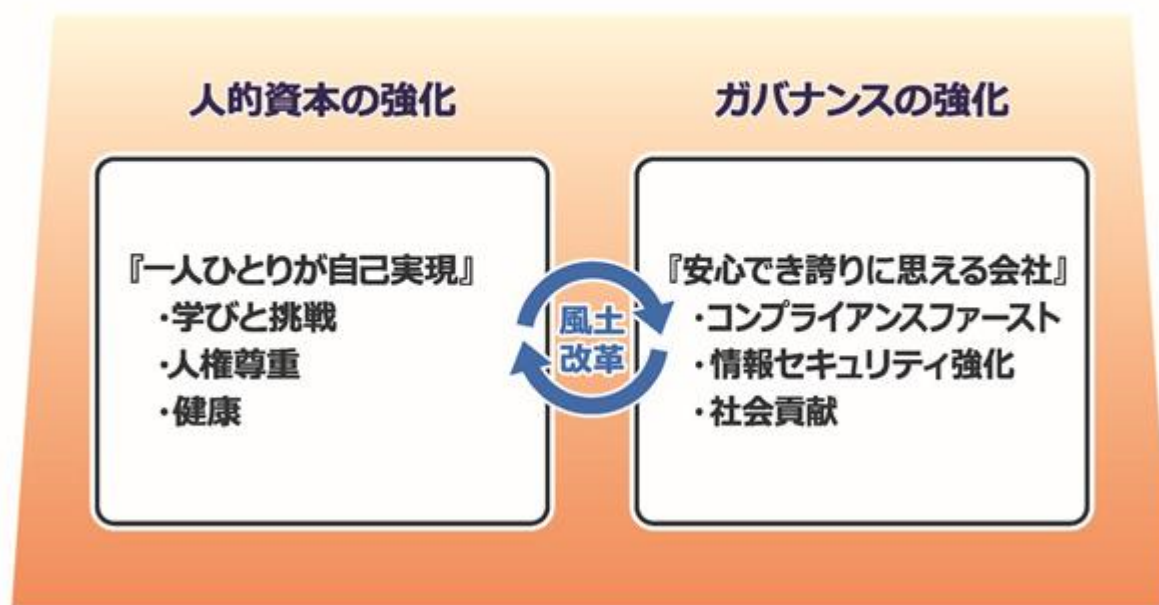 人的資本の強化
『一人ひとりが自己実現』
・学びと挑戦
・人権尊重
・健康
風土
改革
ガバナンスの強化
『安心でき誇りに思える会社』
・コンプライアンスファースト
・情報セキュリティ強化
・社会貢献